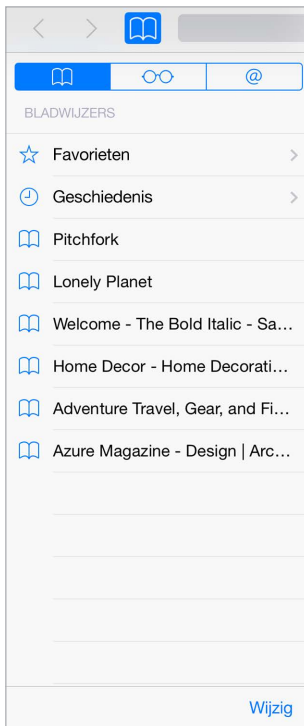 @
BLADWIJZERS
Favorieten
Geschiedenis
Pitchfork
Lonely Planet
Welcome - The Bold Italic - Sa...
Home Decor - Home Decorati...
Adventure Travel, Gear, and Fi...
Azure Magazine - Design | Arc...
Wijzig